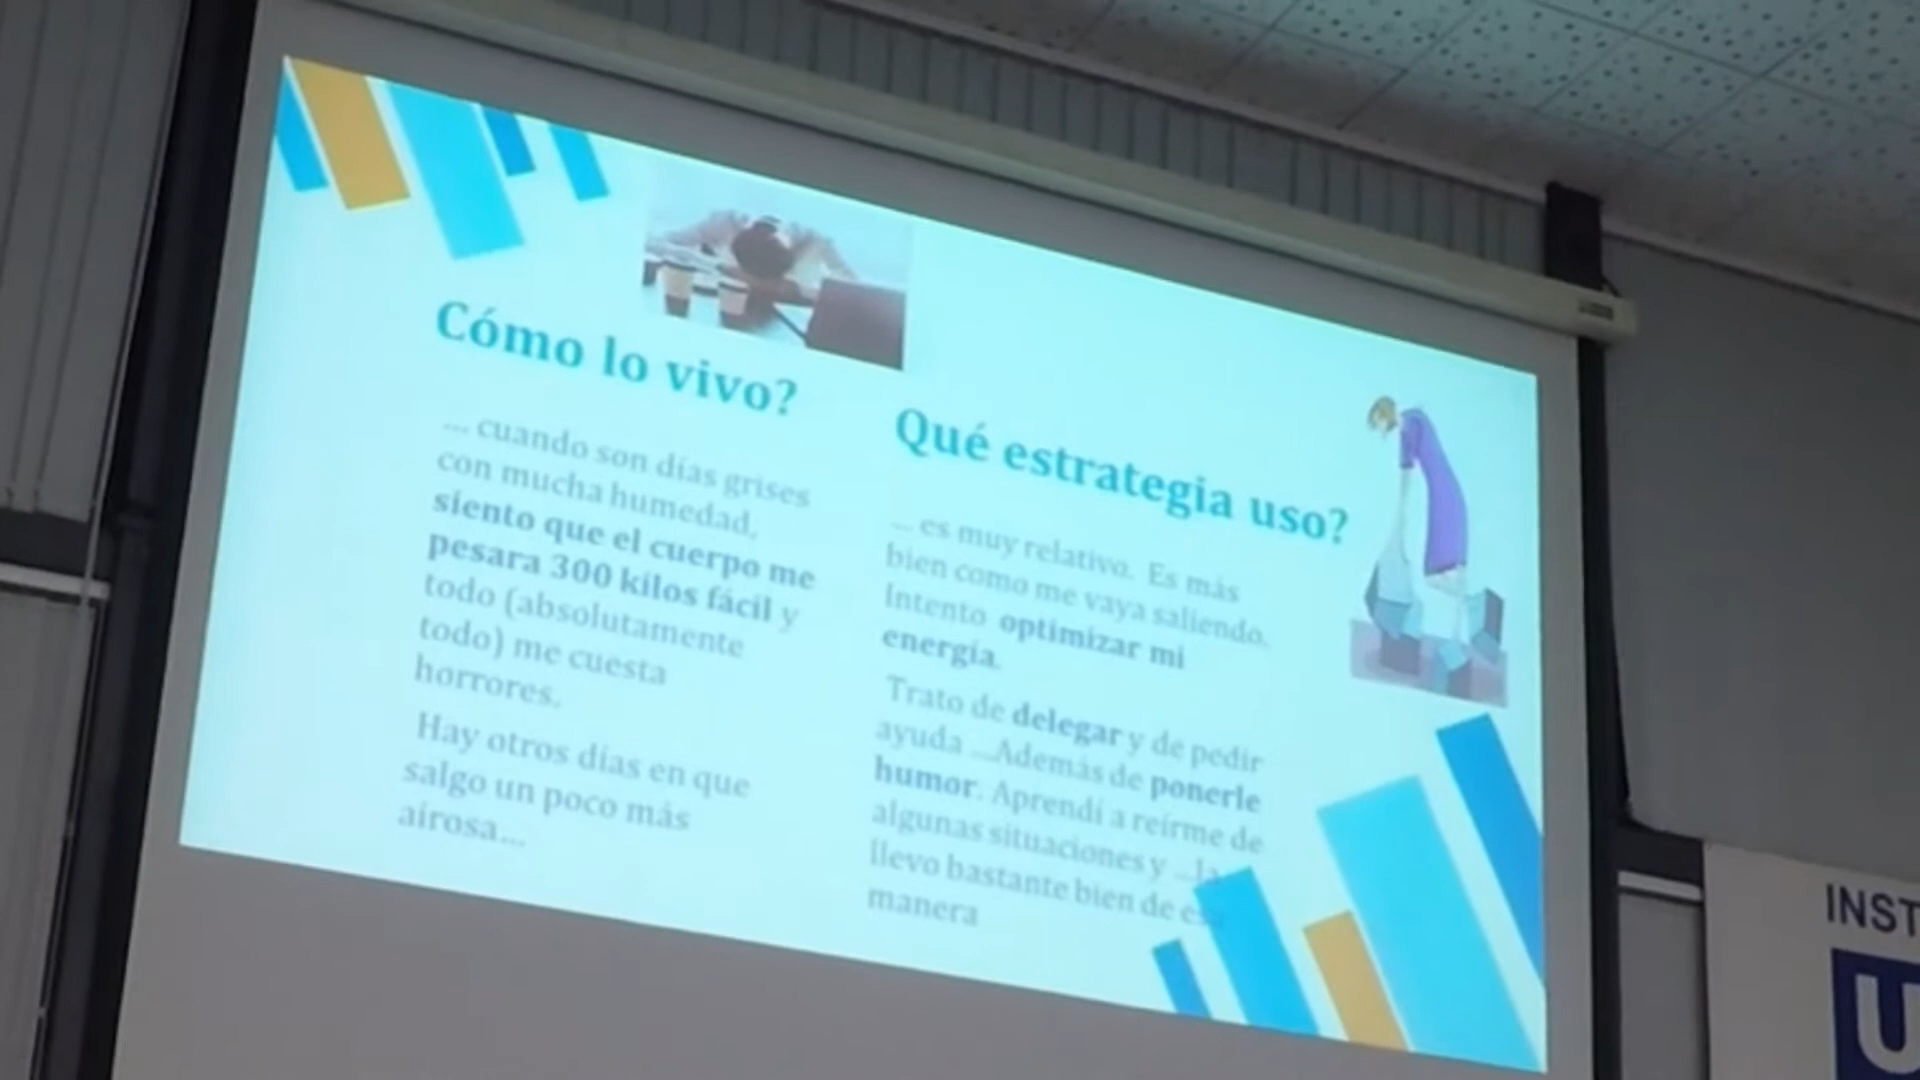 Cómo lo vivo?
... cuando son días grises
con mucha humedad,
siento que el cuerpo me
pesara 300 kilos fácil y
todo (absolutamente
todo) me cuesta
horrores.
Hay otros días en que
salgo un poco más
airosa...
Qué estrategia uso?
... es muy relativo. Es más
bien como me vaya saliendo.
Intento optimizar mi
energía.
Trato de delegar y de pedir
ayuda ...Además de ponerle
humor. Aprendí a reírme de
algunas situaciones y ...la
llevo bastante bien de esa
manera
INST
U